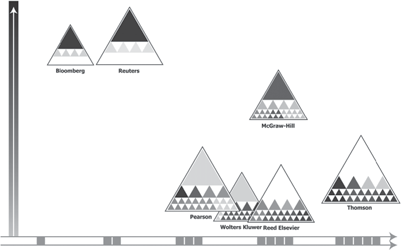 Bloomberg
Reuters
McGraw-Hill
Pearson
Thomson
Wolters Kluwer
Reed Elsevier